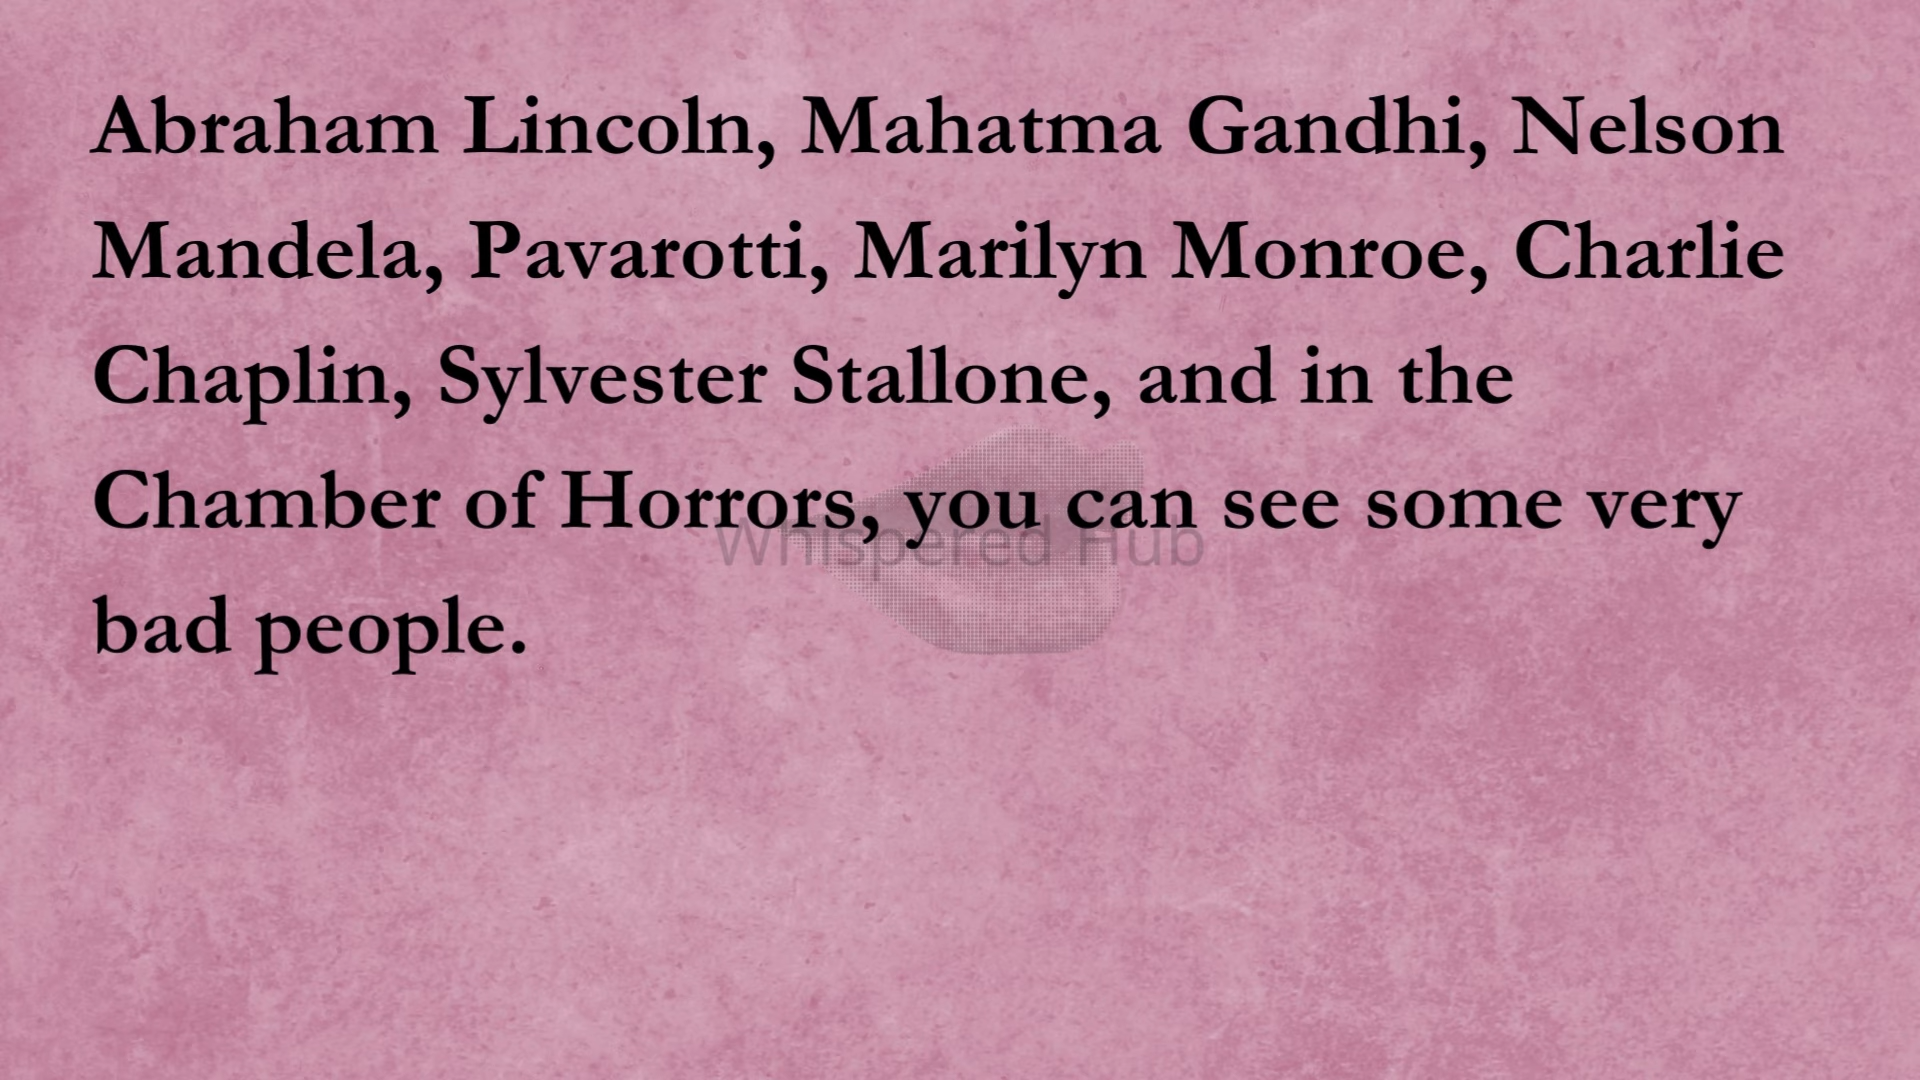 Abraham Lincoln, Mahatma Gandhi, Nelson
Mandela, Pavarotti, Marilyn Monroe, Charlie
Chaplin, Sylvester Stallone, and in the
Chamber of Horrors, you can see some very
Whispered Hub
bad people.